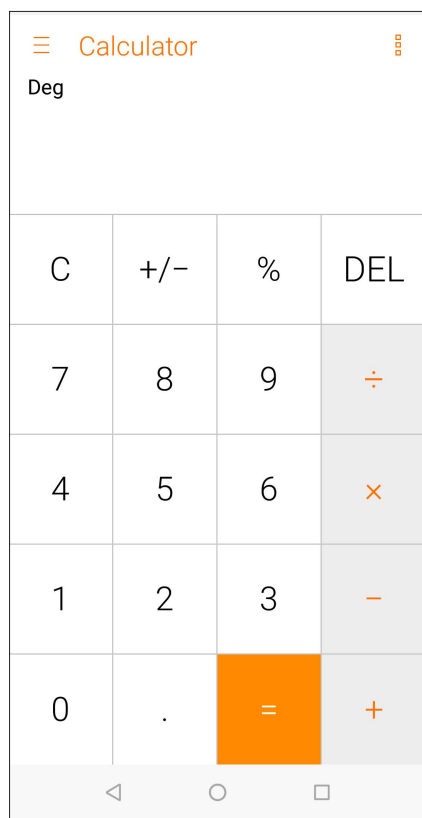 Calculator
Deg
C +/− % DEL
7 8 9 ÷
4 5 6 ×
1 2 3 −
0 . = +